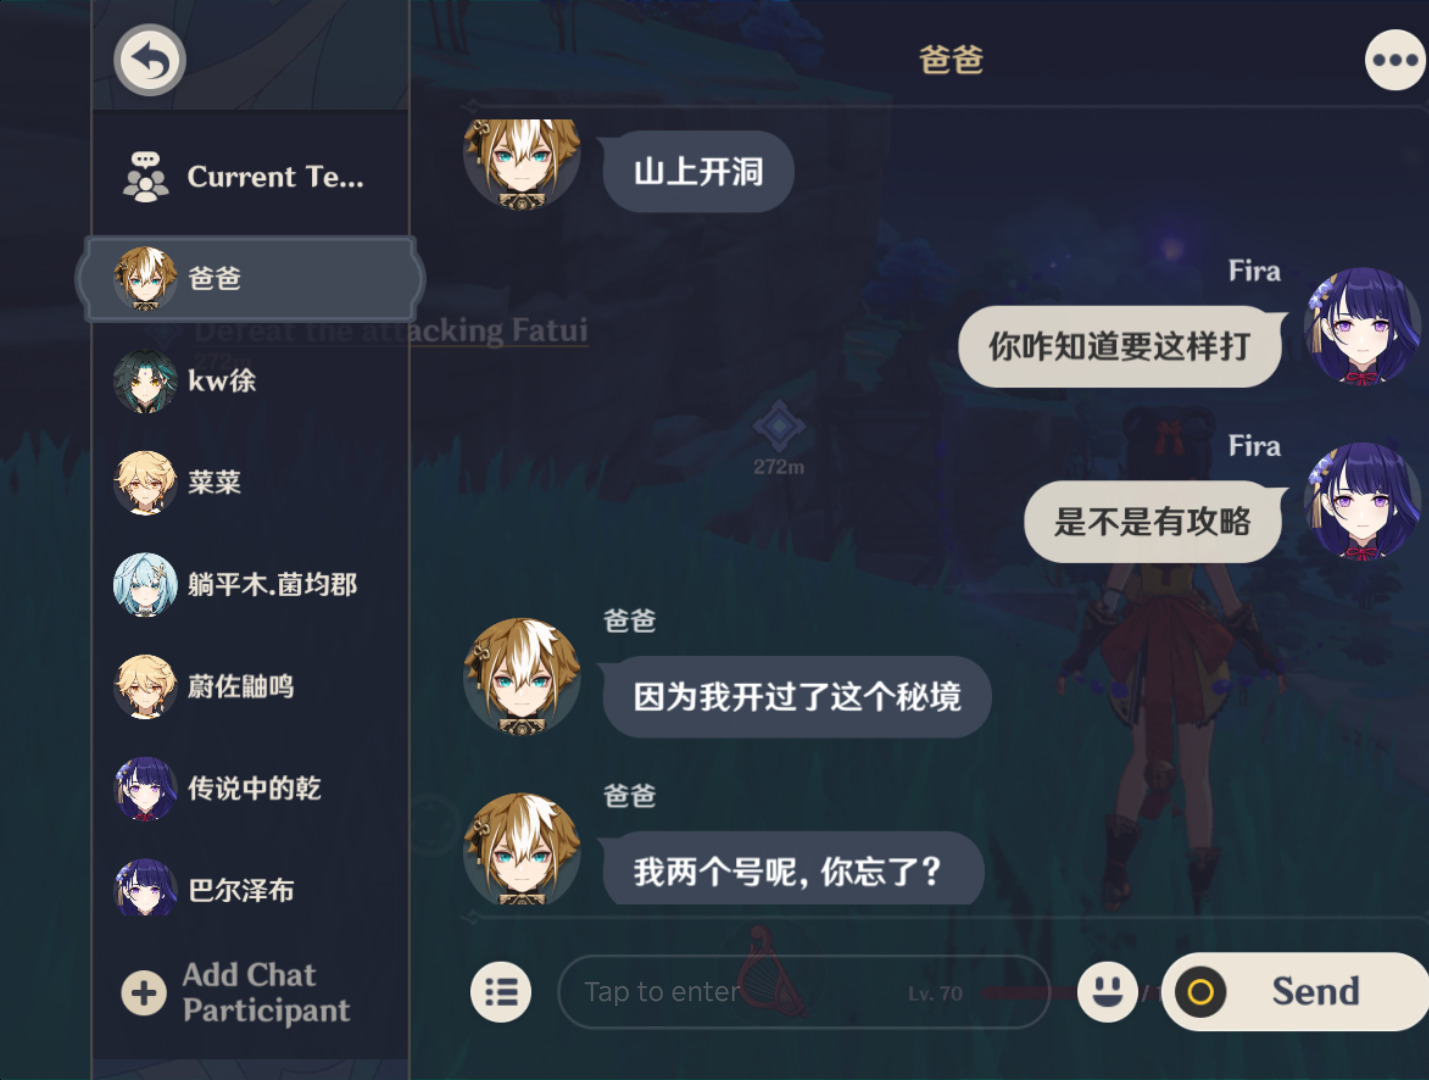 爸爸
Current Te...
爸爸
Defeat the attacking Fatui
272m
kw徐
菜菜
躺平木.菌均郡
蔚佐鼬鸣
传说中的乾
巴尔泽布
Add Chat
Participant
山上开洞
Fira
你咋知道要这样打
272m
Fira
是不是有攻略
爸爸
因为我开过了这个秘境
爸爸
我两个号呢，你忘了？
Tap to enter
Lv. 70
Send